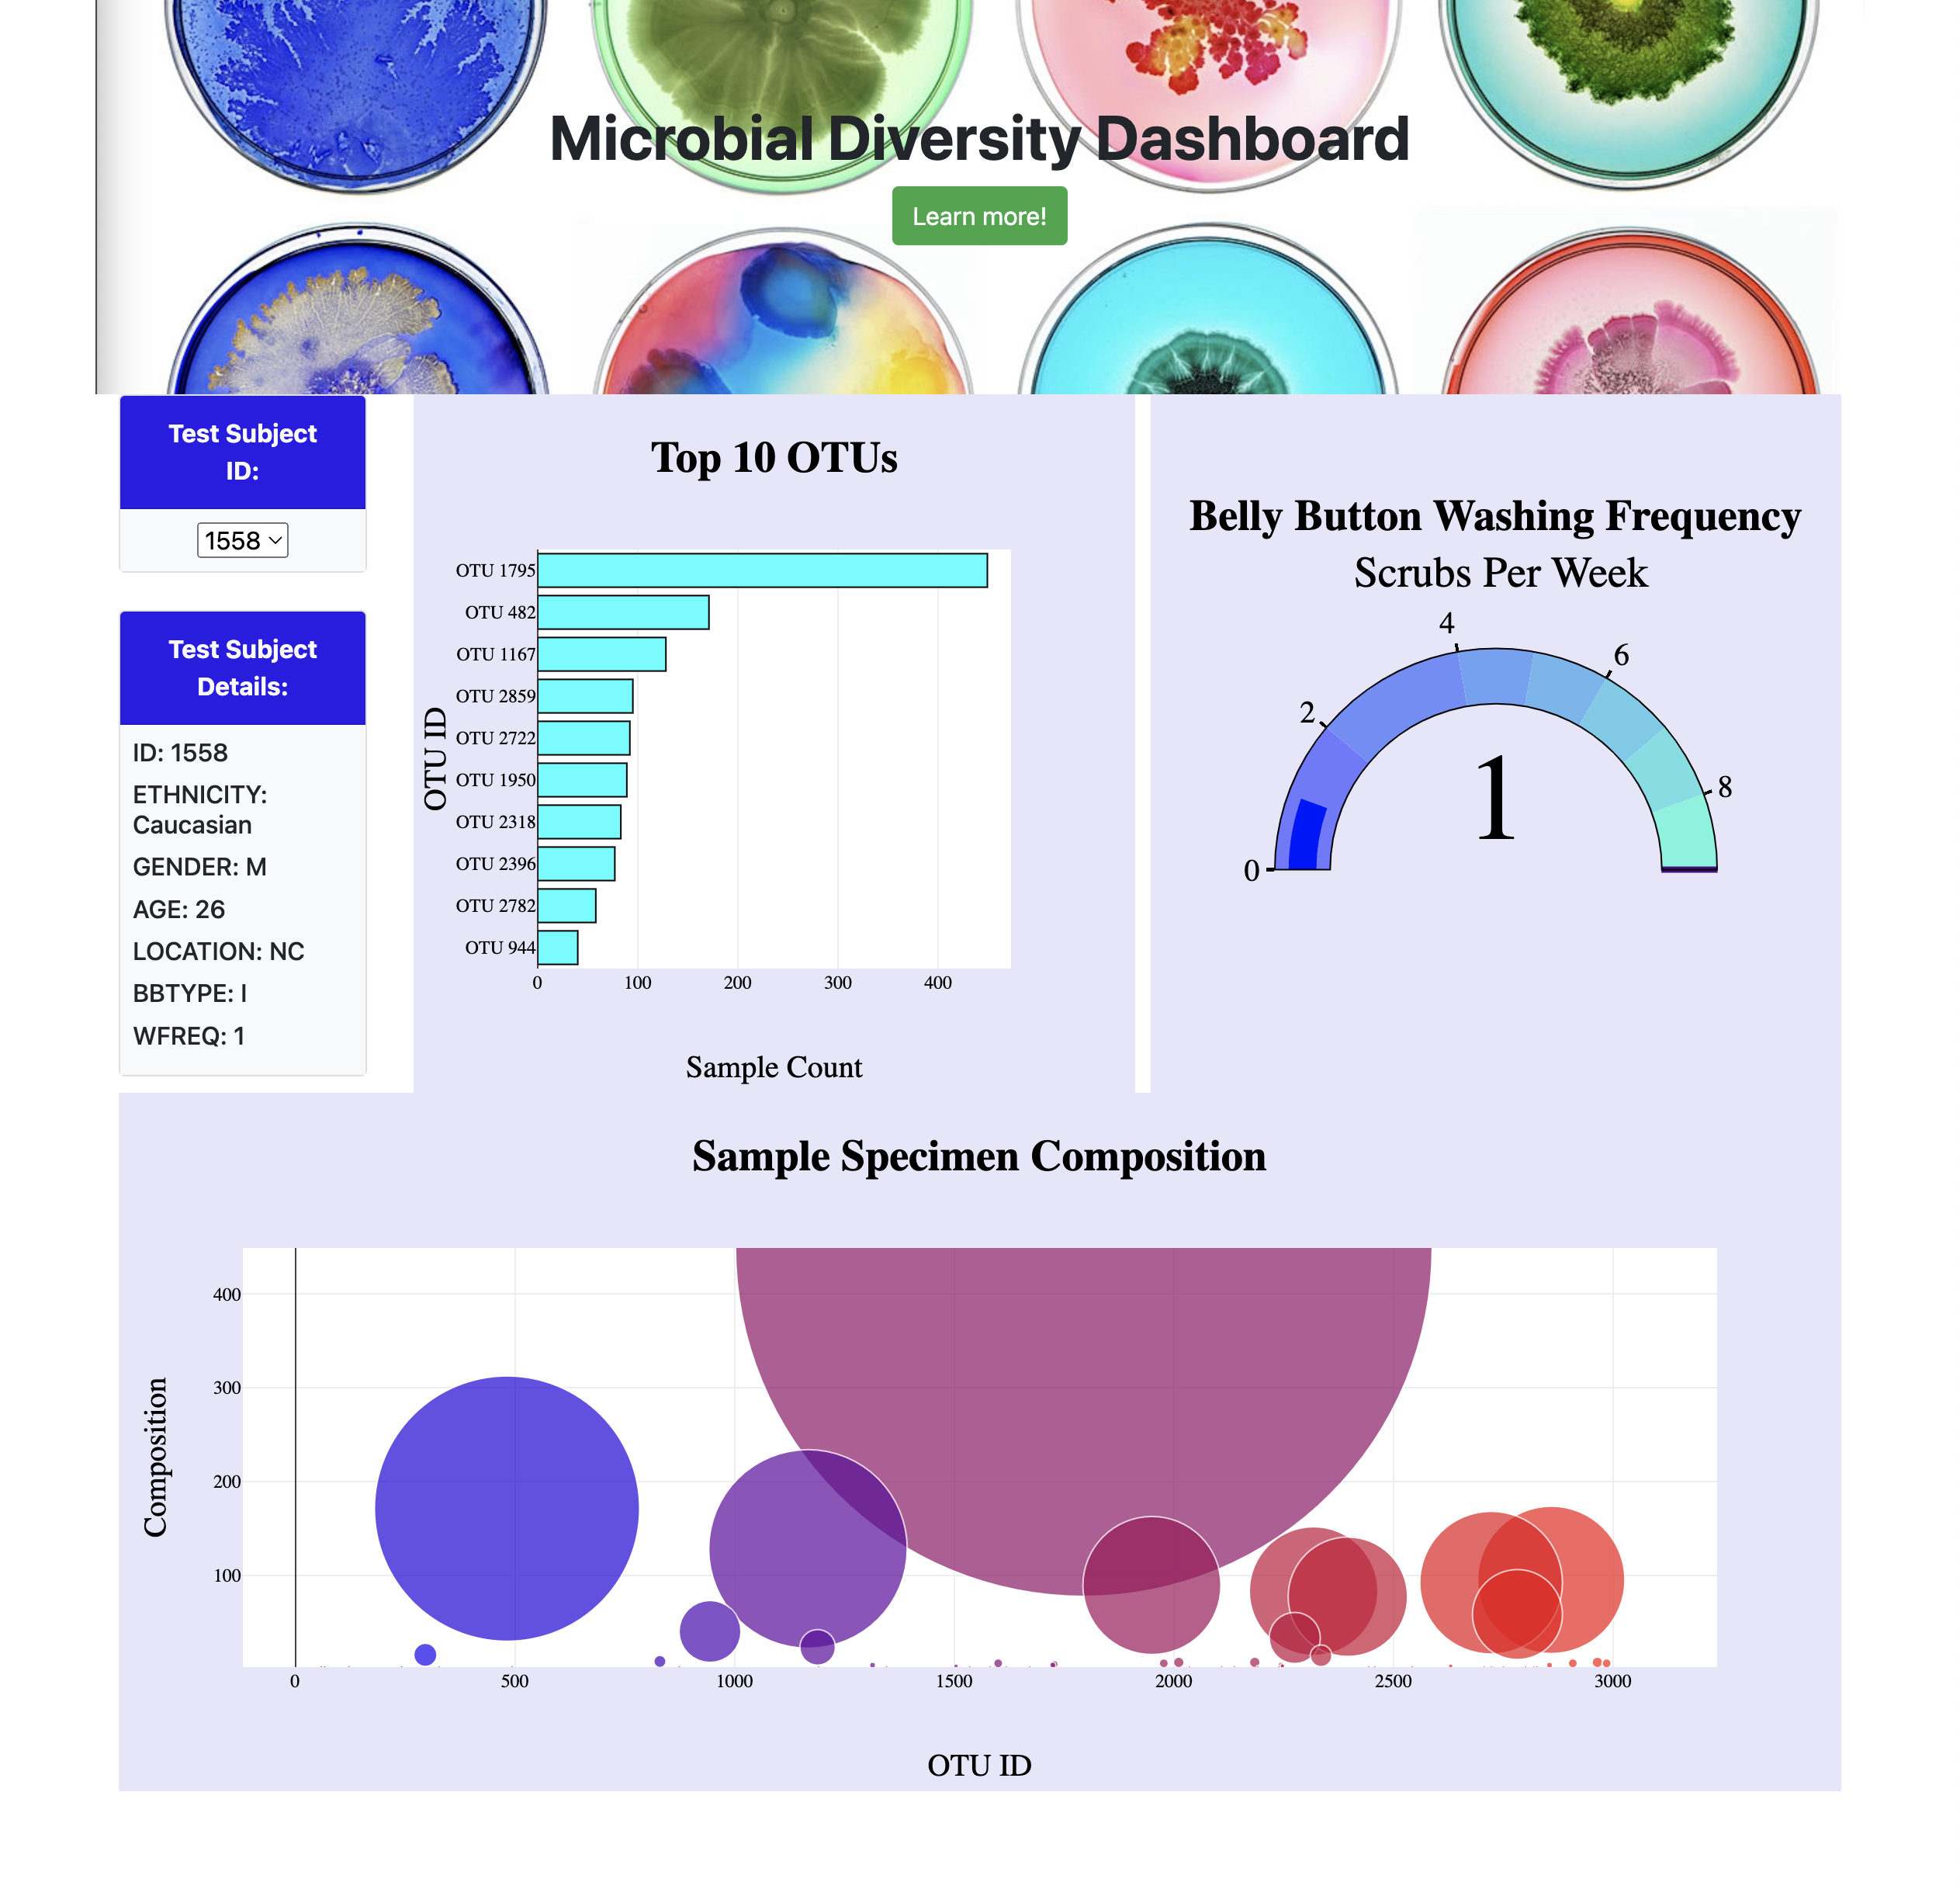 Microbial Diversity Dashboard
Learn more!
Test Subject
ID:
1558
Test Subject
Details:
ID: 1558
ETHNICITY:
Caucasian
GENDER: M
AGE: 26
LOCATION: NC
BBTYPE: I
WFREQ: 1
Top 10 OTUs
OTU ID
OTU 1795
OTU 482
OTU 1167
OTU 2859
OTU 2722
OTU 1950
OTU 2318
OTU 2396
OTU 2782
OTU 944
0 100 200 300 400
Sample Count
Belly Button Washing Frequency
Scrubs Per Week
0 2 4 6 8
1
Sample Specimen Composition
Composition
400
300
200
100
0 500 1000 1500 2000 2500 3000
OTU ID